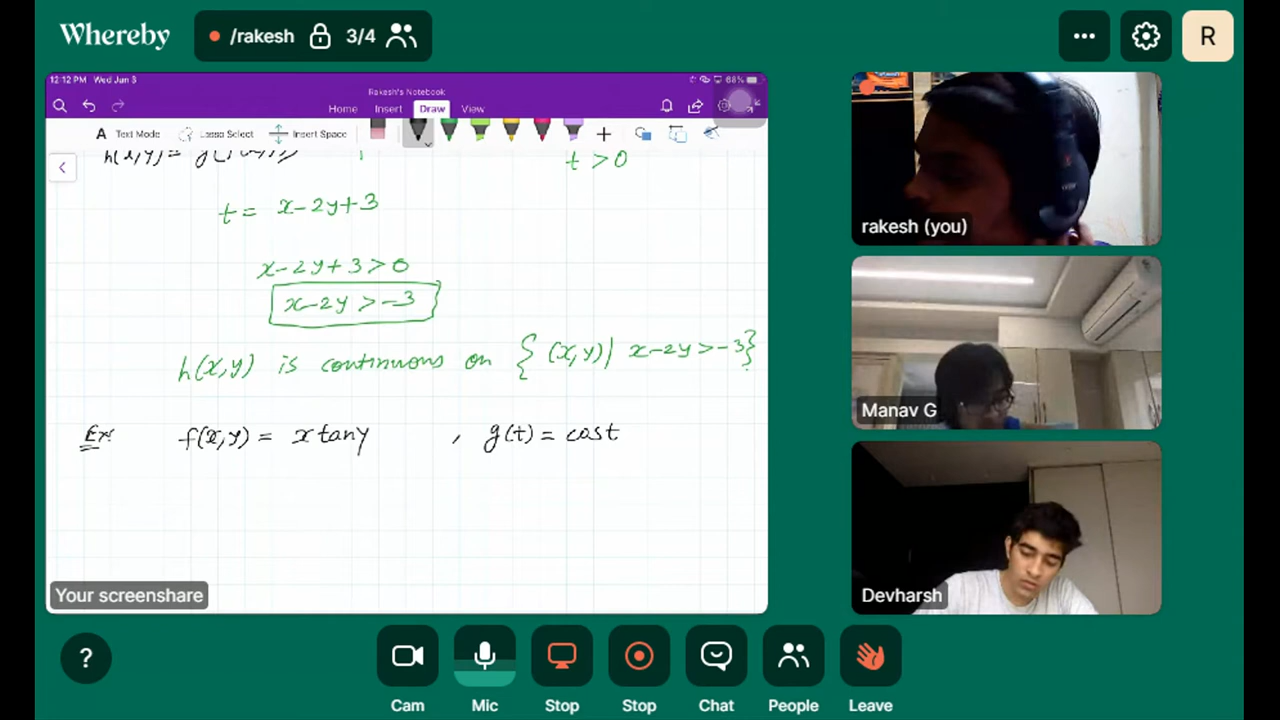 Whereby
/rakesh 3/4
R
12:12 PM Wed Jun 3
68%
Rakesh's Notebook
Home Insert Draw View
A Text Mode Lasso Select Insert Space
h(x,y) =
t > 0
t = x-2y+3
x-2y+3>0
x-2y > -3
h(x,y) is continuous on { (x,y) | x-2y > -3}
Ex: f(x,y) = x tany , g(t) = cost
Your screenshare
rakesh (you)
Manav G
Devharsh
?
Cam Mic Stop Stop Chat People Leave